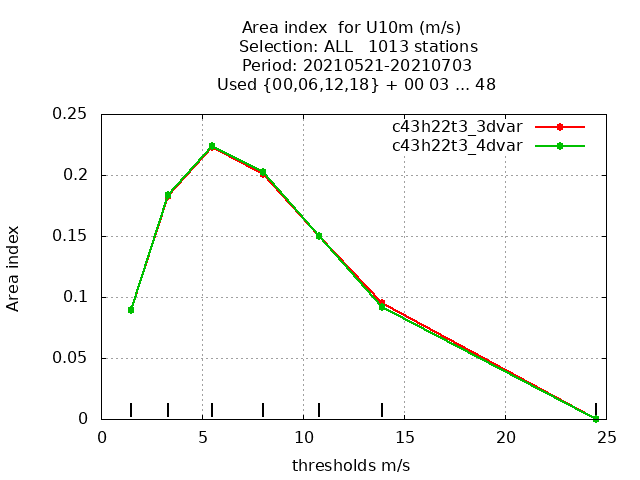 Area index  for U10m (m/s)
Selection: ALL   1013 stations
Period: 20210521-20210703
Used {00,06,12,18} + 00 03 ... 48
c43h22t3_3dvar
c43h22t3_4dvar
Area index
0.25
0.2
0.15
0.1
0.05
0
0 5 10 15 20 25
thresholds m/s